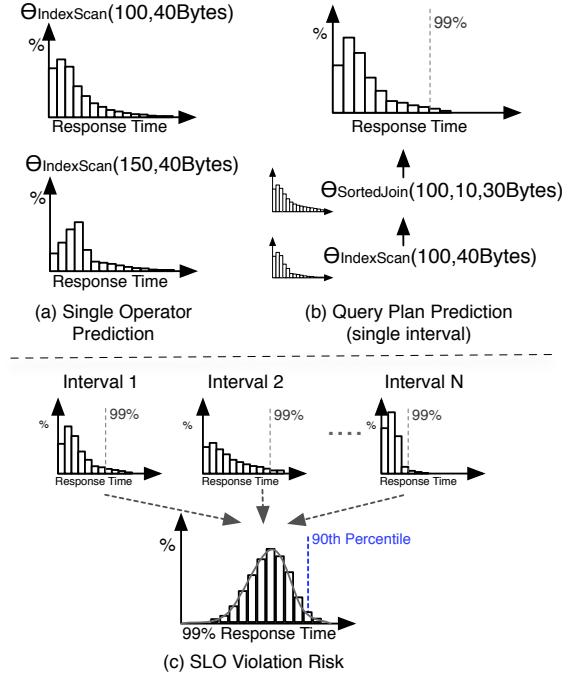 ΘIndexScan(100,40Bytes)
%
Response Time
ΘIndexScan(150,40Bytes)
%
Response Time
(a) Single Operator
Prediction
99%
%
Response Time
ΘSortedJoin(100,10,30Bytes)
ΘIndexScan(100,40Bytes)
(b) Query Plan Prediction
(single interval)
Interval 1
99%
%
Response Time
Interval 2
99%
%
Response Time
Interval N
99%
%
Response Time
90th Percentile
%
99% Response Time
(c) SLO Violation Risk